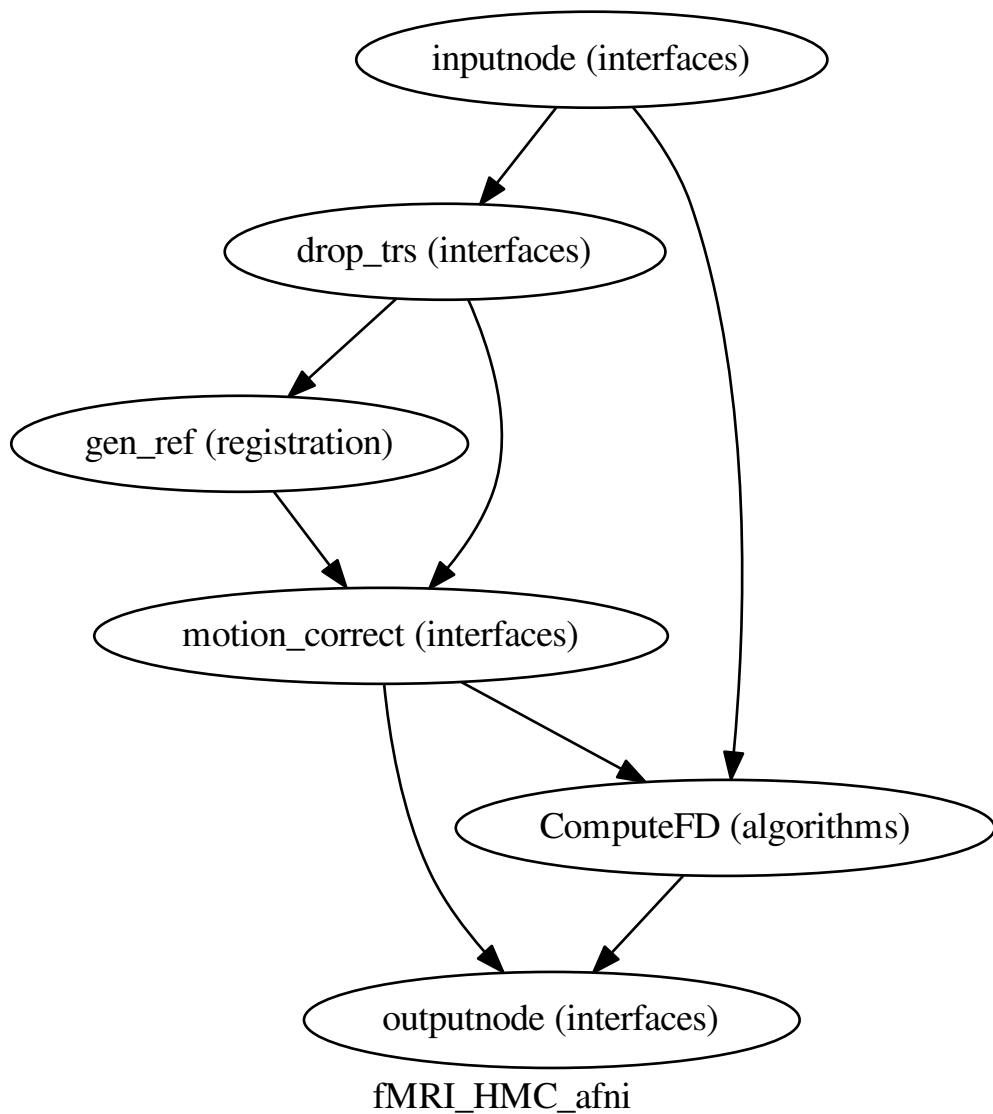 inputnode (interfaces)
drop_trs (interfaces)
gen_ref (registration)
motion_correct (interfaces)
ComputeFD (algorithms)
outputnode (interfaces)
fMRI_HMC_afni